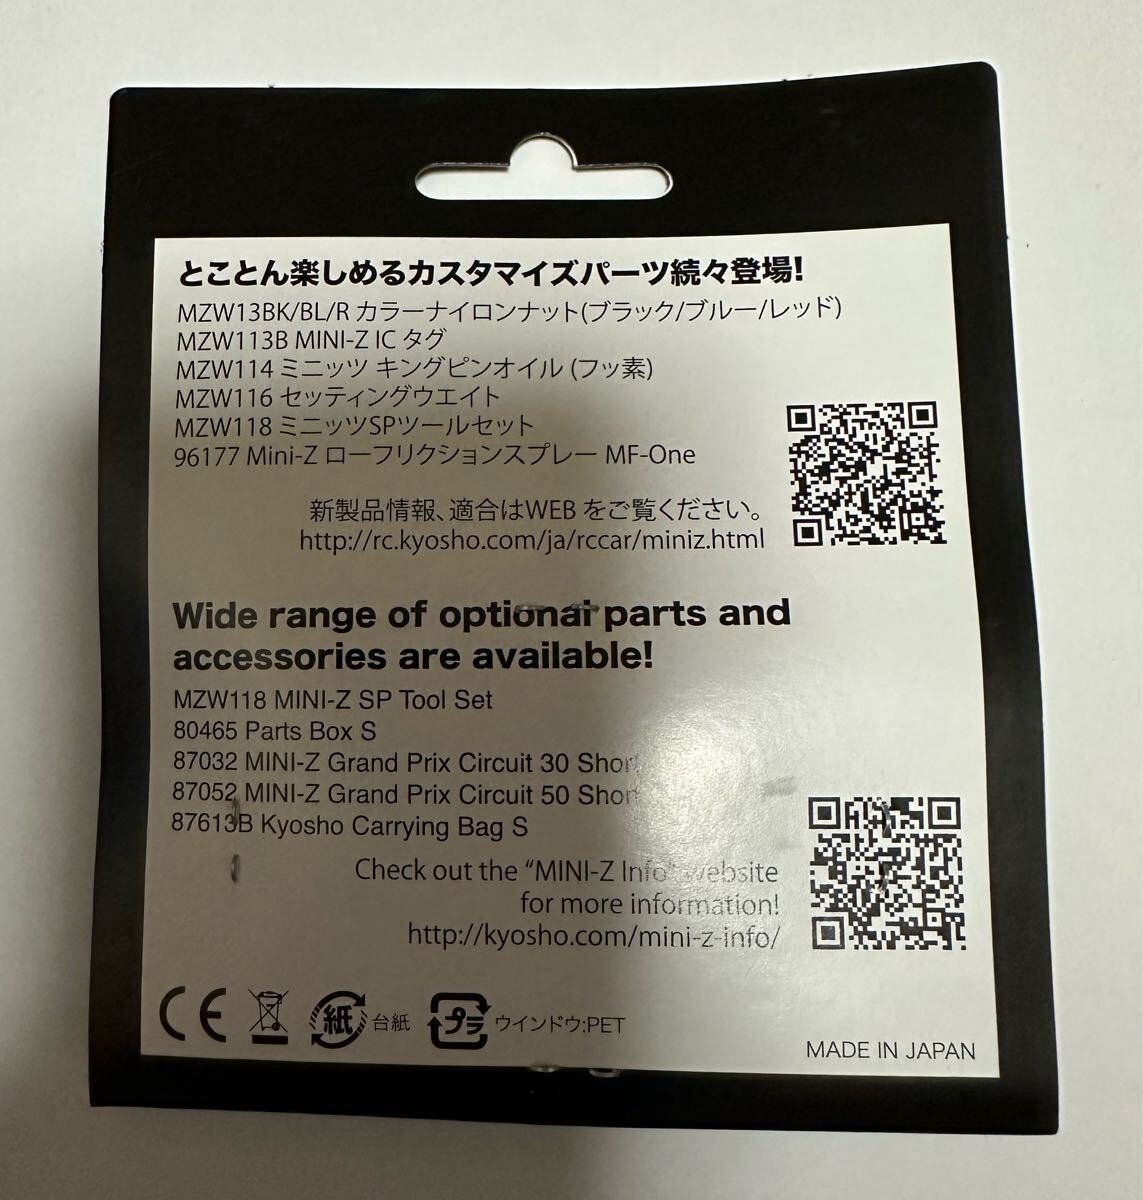 とことん楽しめるカスタマイズパーツ続々登場!
MZW13BK/BL/R カラーナイロンナット(ブラック/ブルー/レッド)
MZW113B MINI-Z IC タグ
MZW114 ミニッツ キングピンオイル (フッ素)
MZW116 セッティングウエイト
MZW118 ミニッツSPツールセット
96177 Mini-Z ローフリクションスプレー MF-One
新製品情報、適合はWEB をご覧ください。
http://rc.kyosho.com/ja/rccar/miniz.html
Wide range of optional parts and
accessories are available!
MZW118 MINI-Z SP Tool Set
80465 Parts Box S
87032 MINI-Z Grand Prix Circuit 30 Short
87052 MINI-Z Grand Prix Circuit 50 Short
87613B Kyosho Carrying Bag S
Check out the “MINI-Z Info” website
for more information!
http://kyosho.com/mini-z-info/
CE
紙 台紙
プラ ウインドウ:PET
MADE IN JAPAN